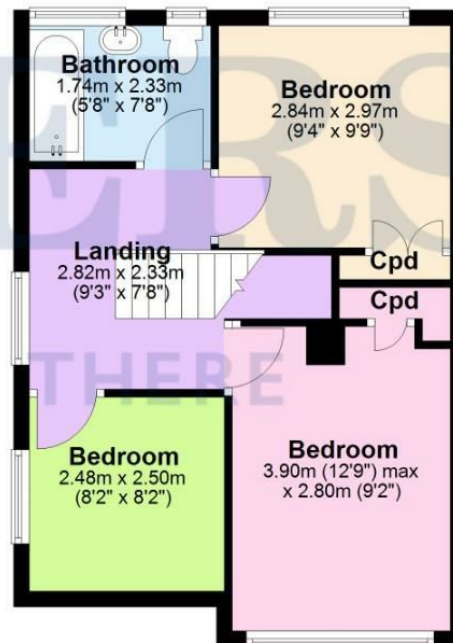 Bathroom
1.74m x 2.33m
(5'8" x 7'8")
Bedroom
2.84m x 2.97m
(9'4" x 9'9")
ERS
Landing
2.82m x 2.33m
(9'3" x 7'8")
Cpd
Cpd
THERE
Bedroom
2.48m x 2.50m
(8'2" x 8'2")
Bedroom
3.90m (12'9") max
x 2.80m (9'2")